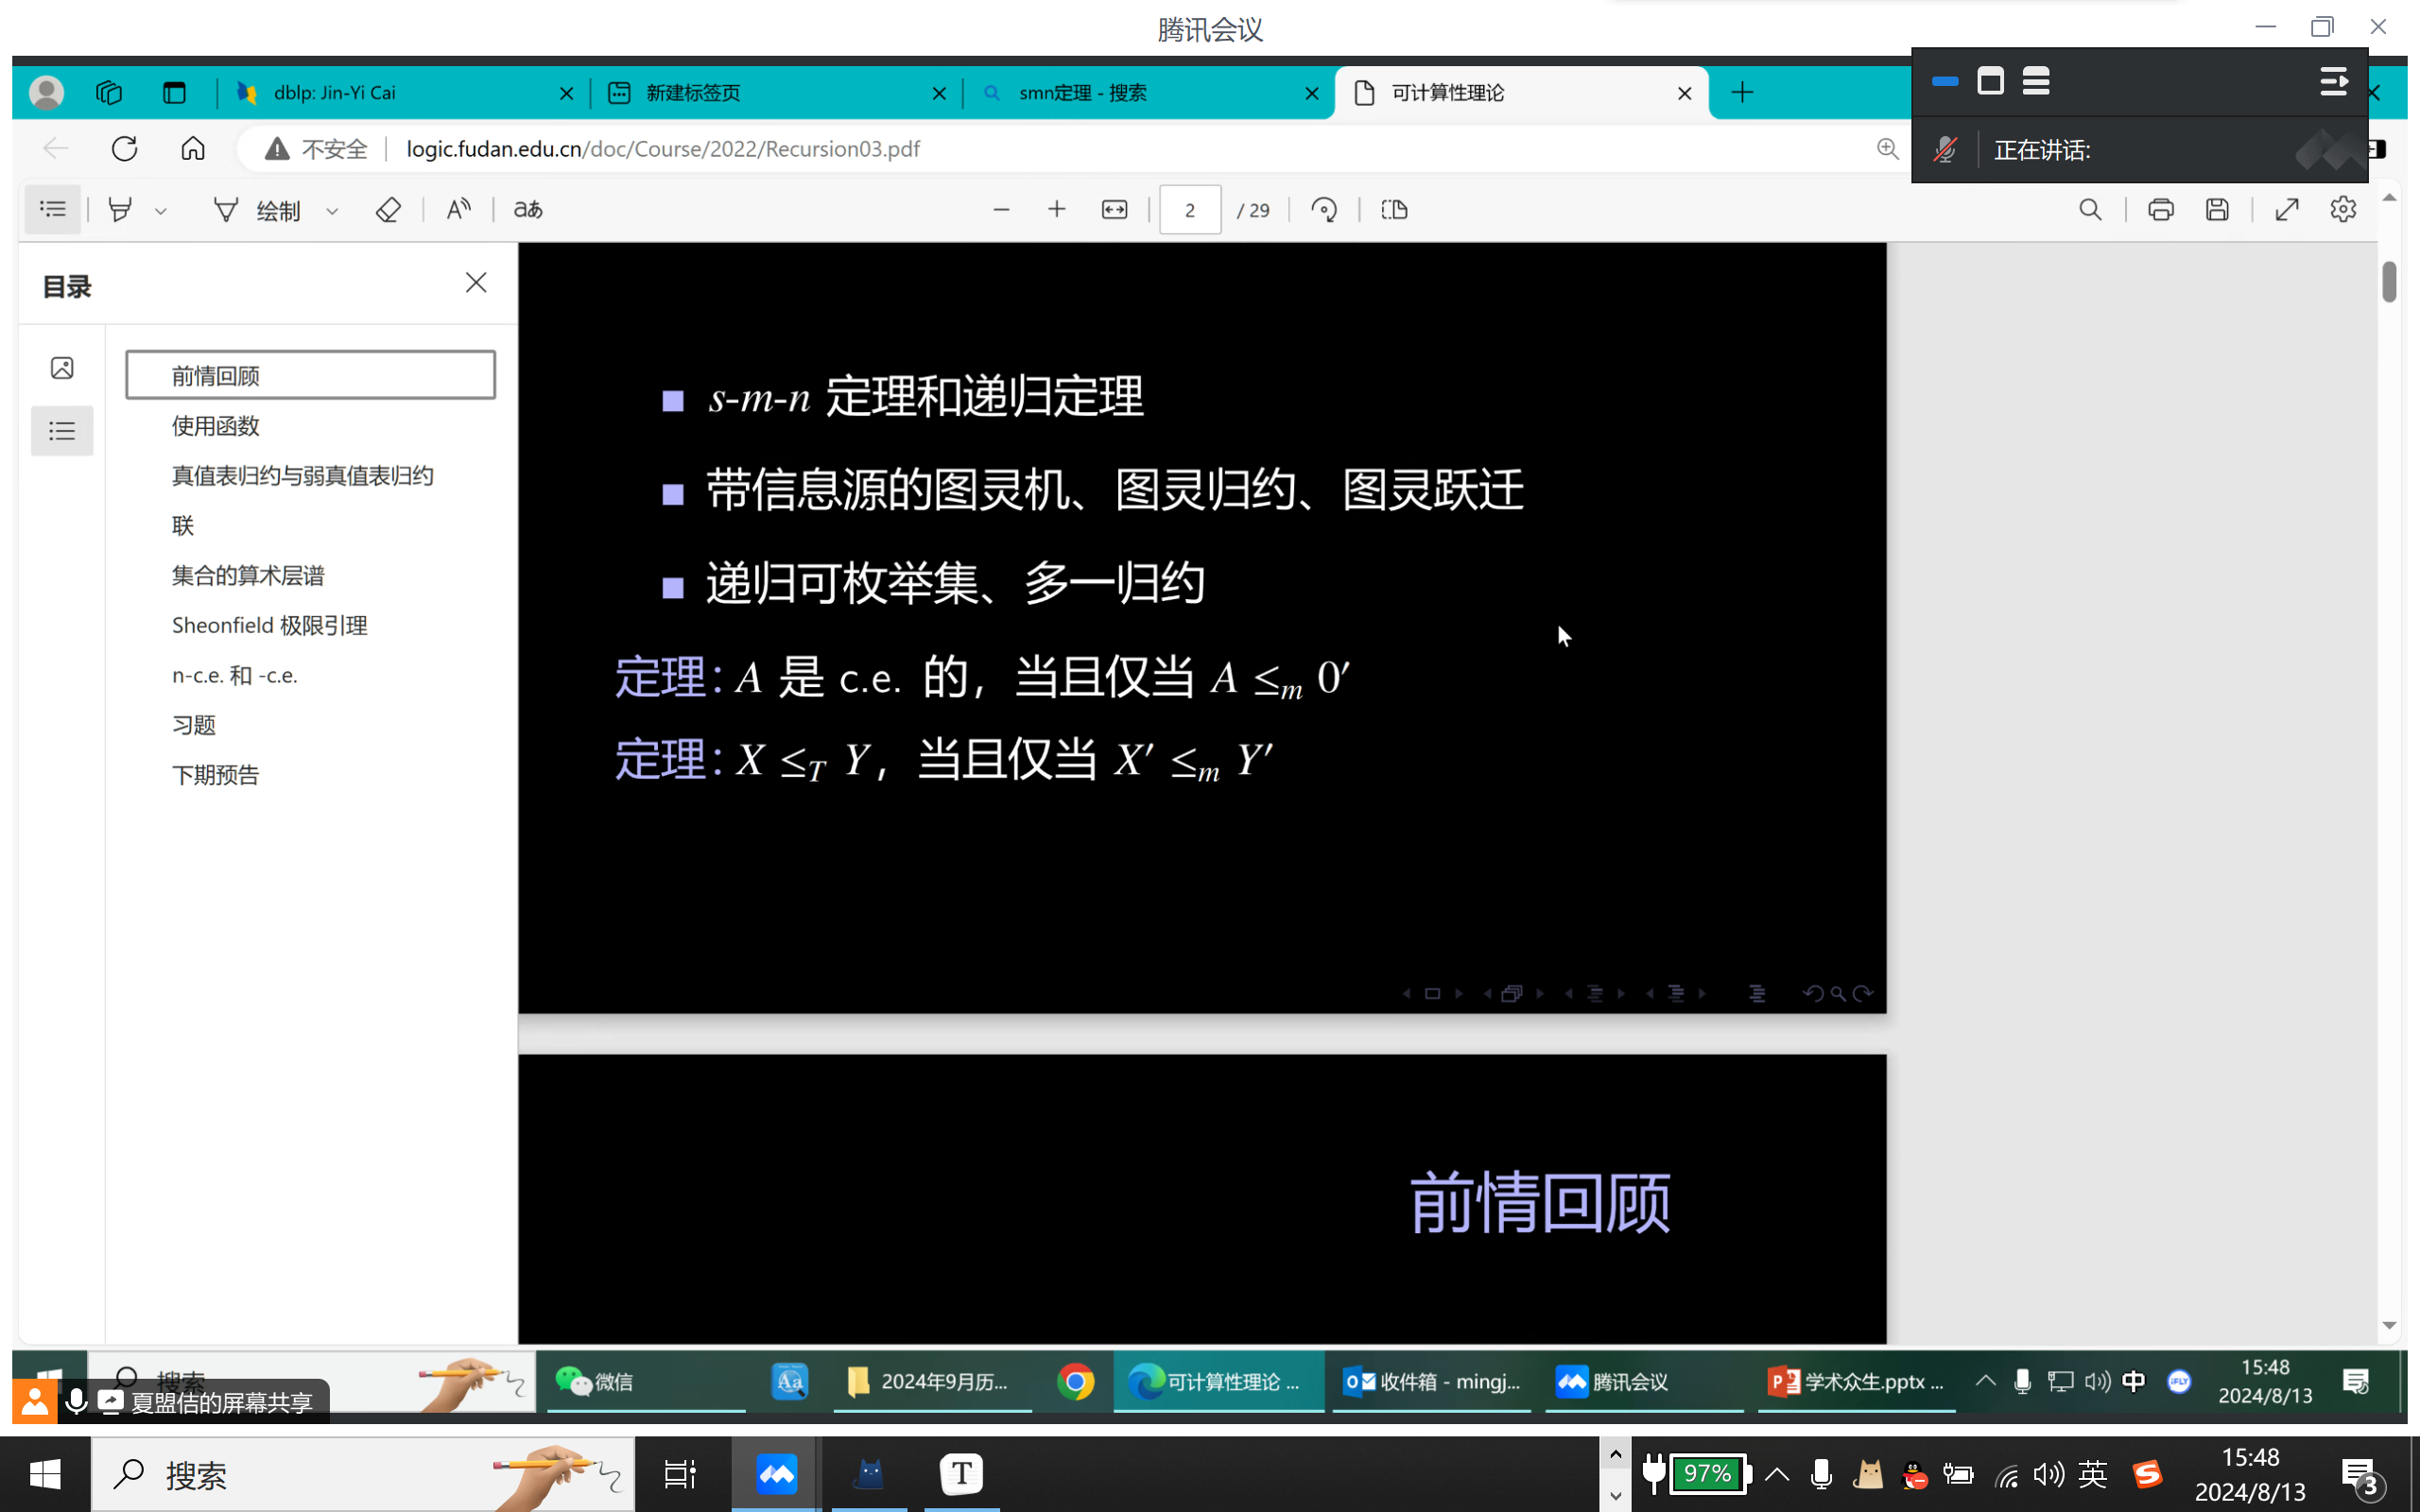 腾讯会议
dblp: Jin-Yi Cai
新建标签页
smn定理 - 搜索
可计算性理论
不安全
logic.fudan.edu.cn/doc/Course/2022/Recursion03.pdf
正在讲话:
绘制
A
aあ
2
/ 29
目录
前情回顾
使用函数
真值表归约与弱真值表归约
联
集合的算术层谱
Sheonfield 极限引理
n-c.e. 和 -c.e.
习题
下期预告
s-m-n 定理和递归定理
带信息源的图灵机、图灵归约、图灵跃迁
递归可枚举集、多一归约
定理：A 是 c.e. 的，当且仅当 A ≤m 0′
定理：X ≤T Y，当且仅当 X′ ≤m Y′
前情回顾
搜索
夏盟佶的屏幕共享
微信
Aa
2024年9月历...
可计算性理论 ...
收件箱 - mingj...
腾讯会议
学术众生.pptx ...
中
iFLY
15:48
2024/8/13
搜索
T
97%
英
S
15:48
2024/8/13
3